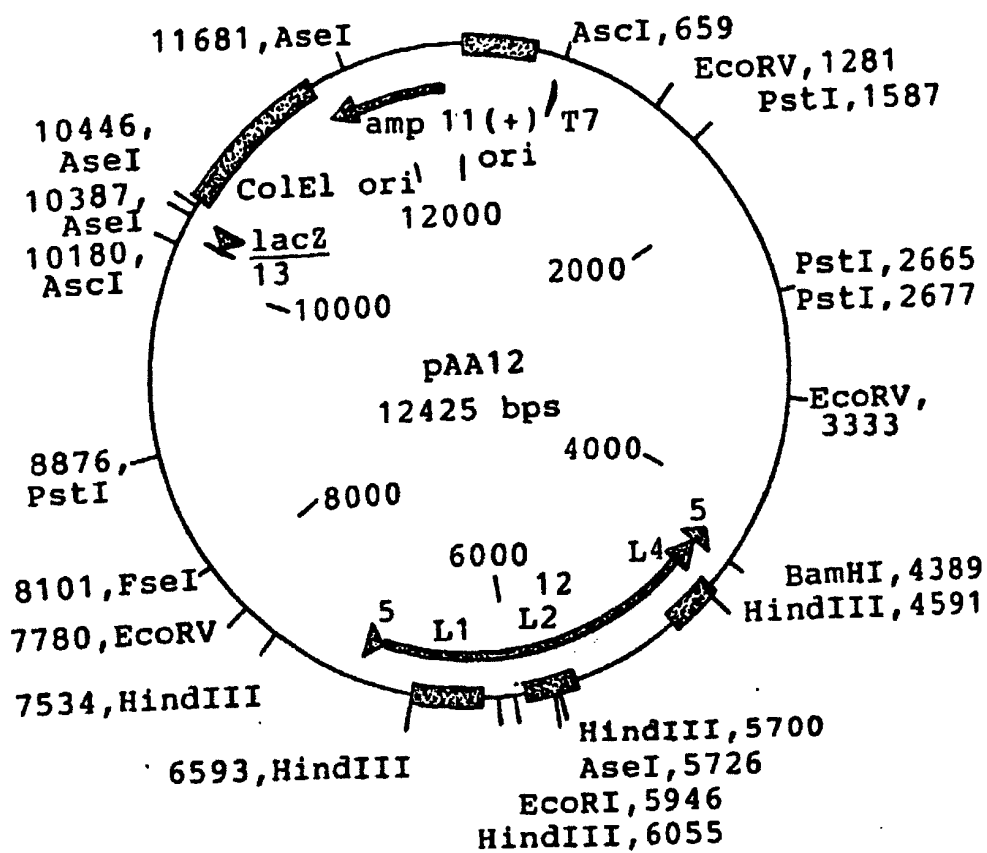 11681,AseI
AscI,659
EcoRV,1281
PstI,1587
10446,
AseI
10387,
AseI
10180,
AscI
amp
11(+)
T7
ori
ColEl ori
12000
lacZ
13
2000
10000
PstI,2665
PstI,2677
pAA12
12425 bps
EcoRV,
3333
4000
8876,
PstI
8000
5
L4
6000
12
L2
5
L1
8101,FseI
7780,EcoRV
BamHI,4389
HindIII,4591
7534,HindIII
6593,HindIII
HindIII,5700
AseI,5726
EcoRI,5946
HindIII,6055